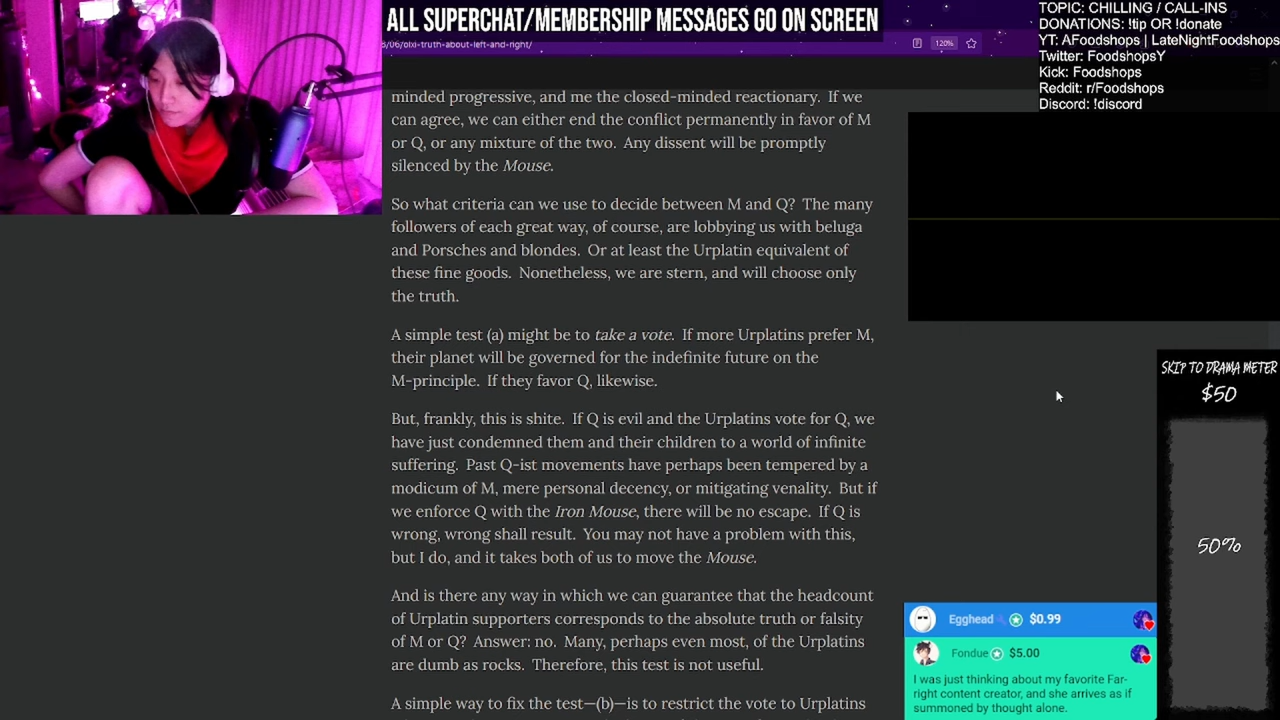 ALL SUPERCHAT/MEMBERSHIP MESSAGES GO ON SCREEN
/06/olxi-truth-about-left-and-right/
120%
TOPIC: CHILLING / CALL-INS
DONATIONS: !tip OR !donate
YT: AFoodshops | LateNightFoodshops
Twitter: FoodshopsY
Kick: Foodshops
Reddit: r/Foodshops
Discord: !discord
minded progressive, and me the closed-minded reactionary. If we
can agree, we can either end the conflict permanently in favor of M
or Q, or any mixture of the two. Any dissent will be promptly
silenced by the Mouse.
So what criteria can we use to decide between M and Q? The many
followers of each great way, of course, are lobbying us with beluga
and Porsches and blondes. Or at least the Urplatin equivalent of
these fine goods. Nonetheless, we are stern, and will choose only
the truth.
A simple test (a) might be to take a vote. If more Urplatins prefer M,
their planet will be governed for the indefinite future on the
M-principle. If they favor Q, likewise.
But, frankly, this is shite. If Q is evil and the Urplatins vote for Q, we
have just condemned them and their children to a world of infinite
suffering. Past Q-ist movements have perhaps been tempered by a
modicum of M, mere personal decency, or mitigating venality. But if
we enforce Q with the Iron Mouse, there will be no escape. If Q is
wrong, wrong shall result. You may not have a problem with this,
but I do, and it takes both of us to move the Mouse.
And is there any way in which we can guarantee that the headcount
of Urplatin supporters corresponds to the absolute truth or falsity
of M or Q? Answer: no. Many, perhaps even most, of the Urplatins
are dumb as rocks. Therefore, this test is not useful.
A simple way to fix the test—(b)—is to restrict the vote to Urplatins
SKIP TO DRAMA METER
$50
50%
Egghead $0.99
Fondue $5.00
I was just thinking about my favorite Far-
right content creator, and she arrives as if
summoned by thought alone.